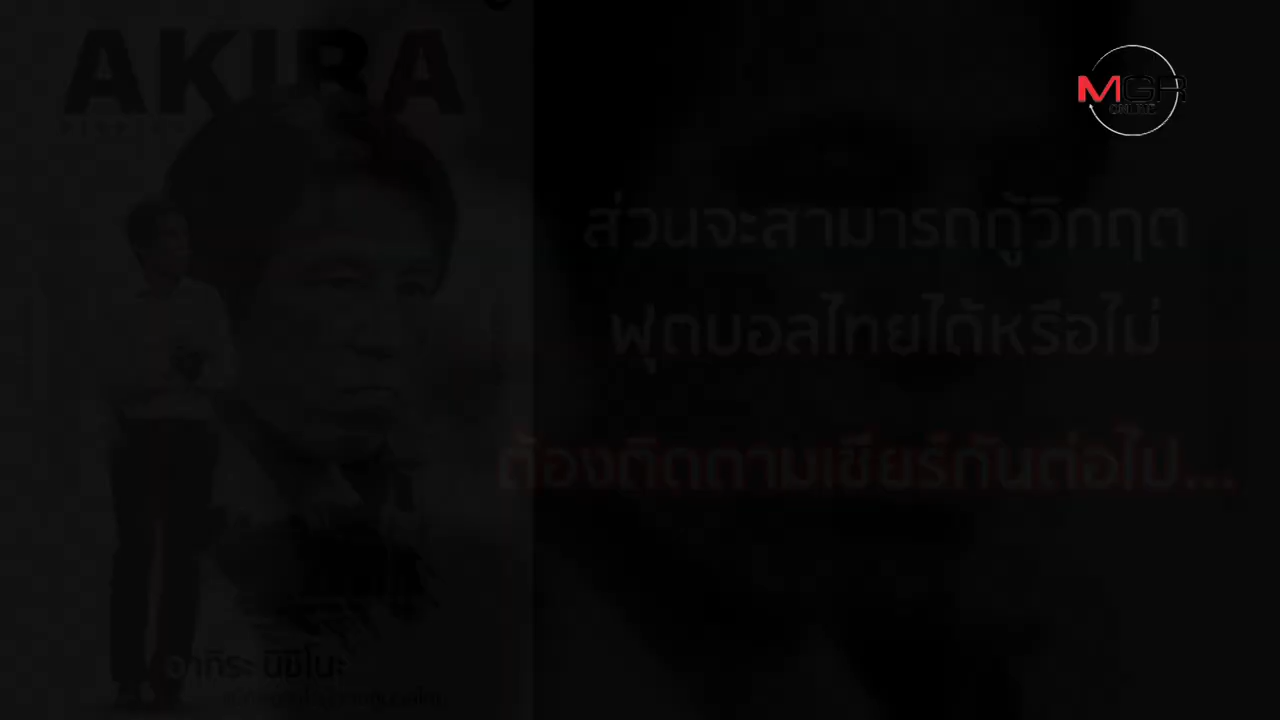 AKIRA
MGR
ONLINE
ส่วนจะสามารถกู้วิกฤต
ฟุตบอลไทยได้หรือไม่
ต้องติดตามเชียร์กันต่อไป...
อากิระ นิชิโนะ